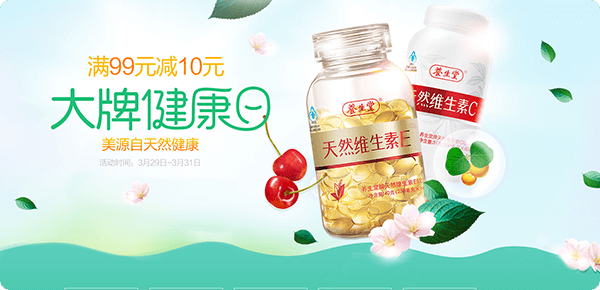 满99元减10元
大牌健康日
美源自天然健康
活动时间：3月29日~3月31日
养生堂
天然维生素E
养生堂
天然维生素C